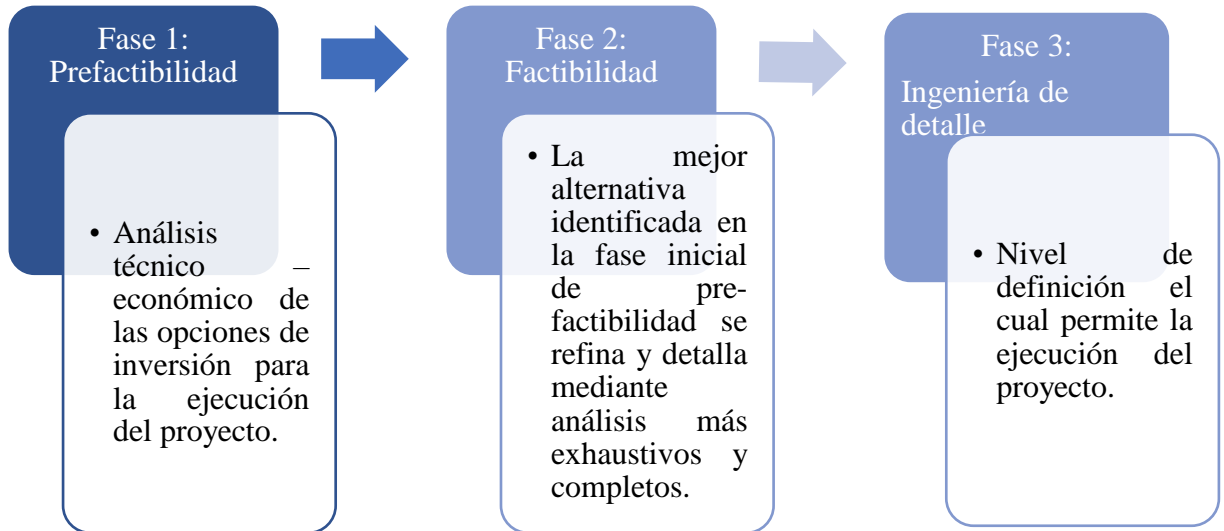 Fase 1:
Prefactibilidad
• Análisis
técnico –
económico de
las opciones de
inversión para
la ejecución
del proyecto.
Fase 2:
Factibilidad
• La mejor
alternativa
identificada en
la fase inicial
de pre-
factibilidad se
refina y detalla
mediante
análisis más
exhaustivos y
completos.
Fase 3:
Ingeniería de
detalle
• Nivel de
definición el
cual permite la
ejecución del
proyecto.